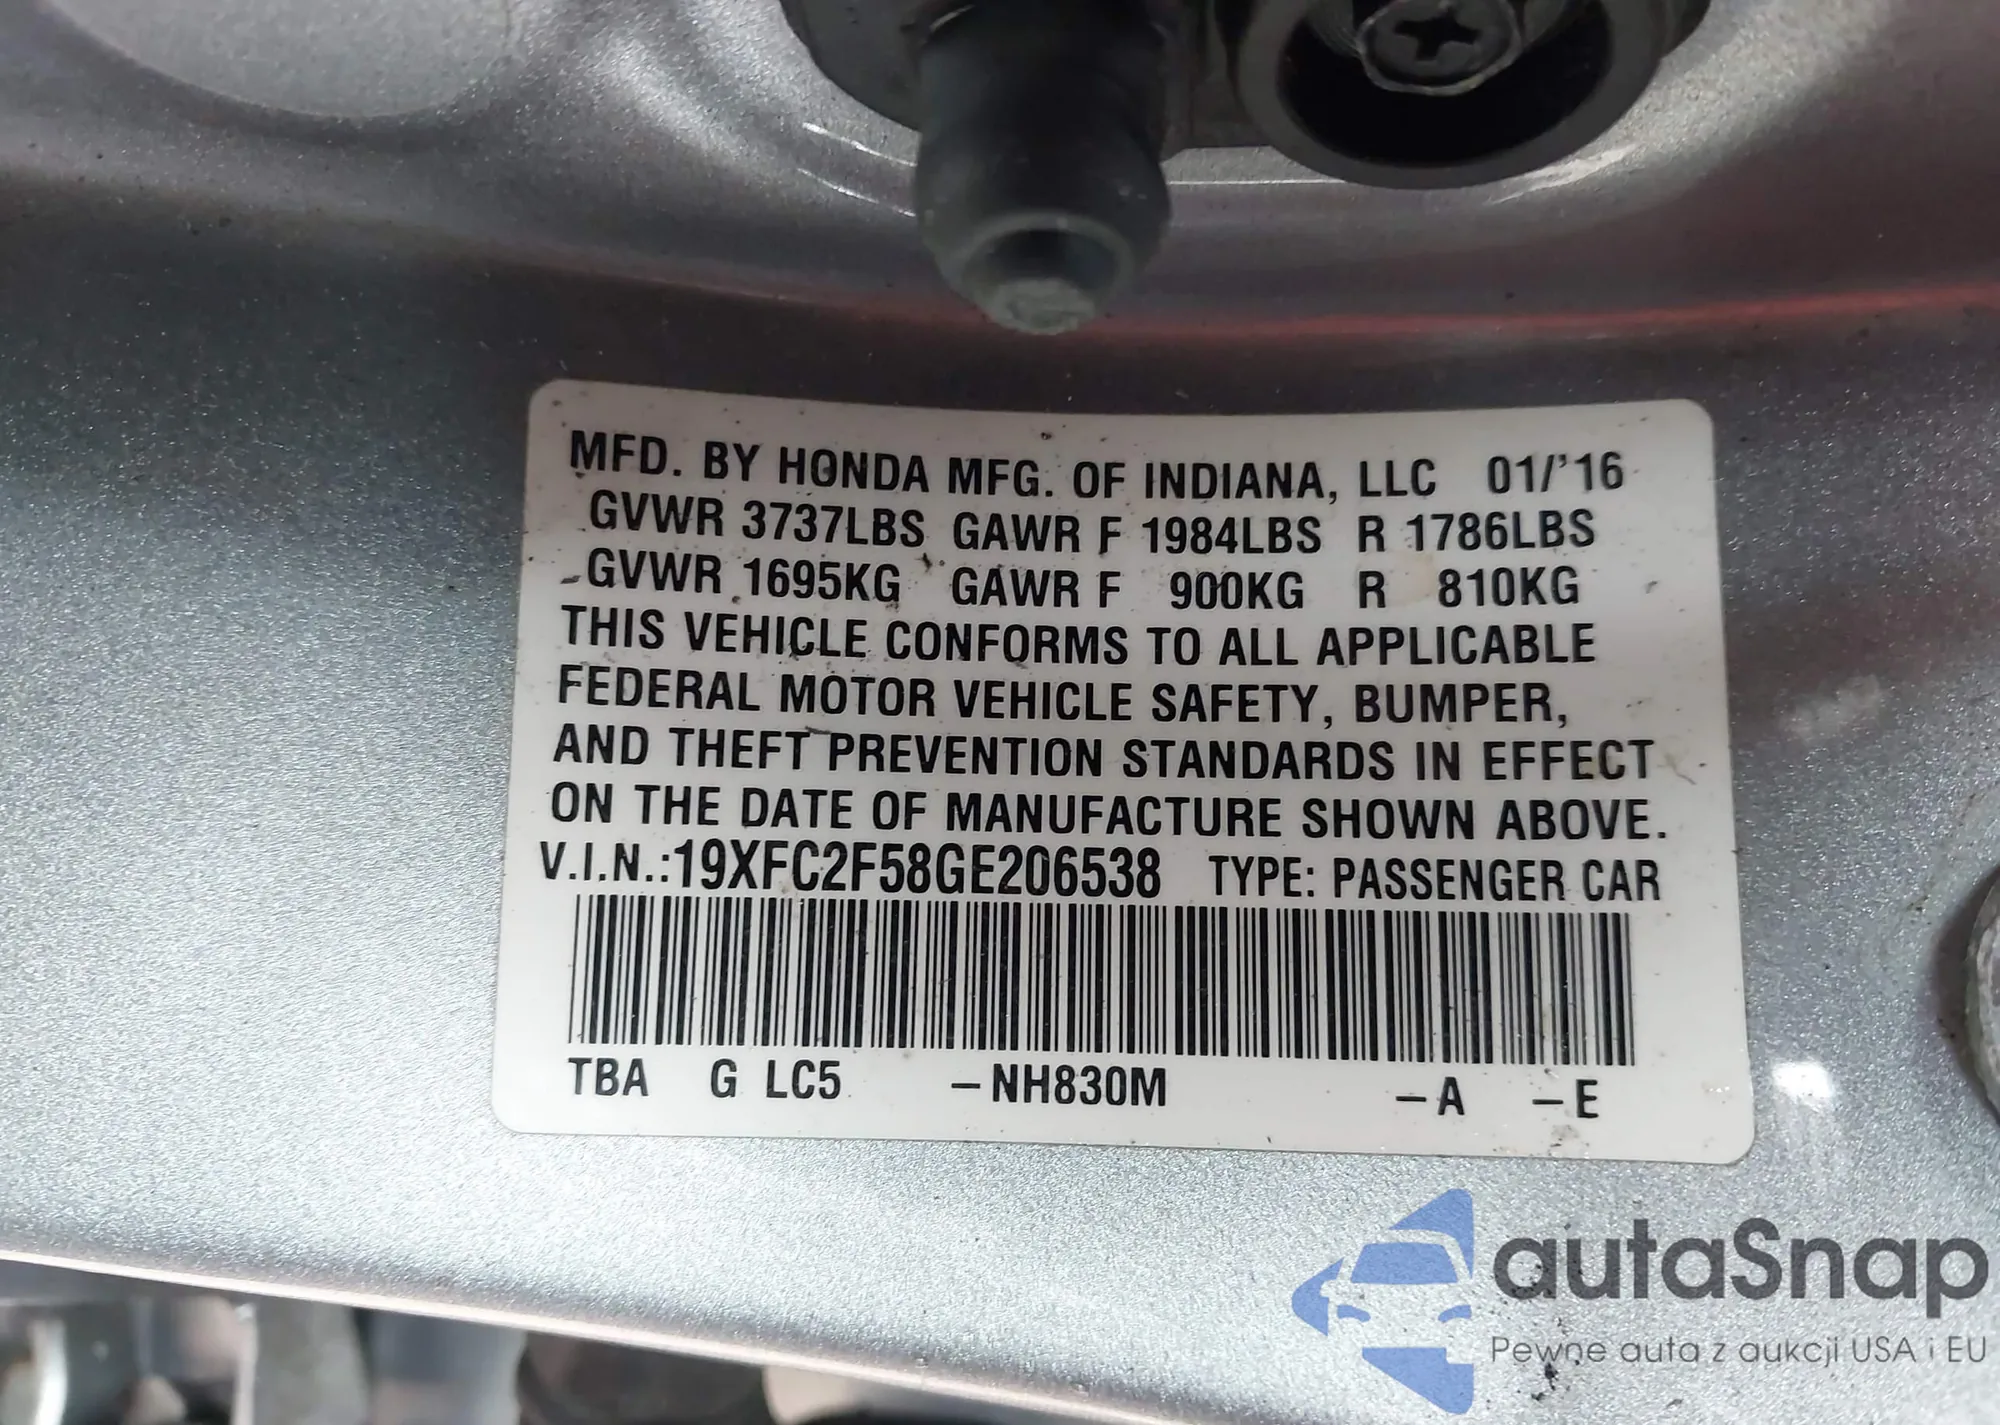 MFD. BY HONDA MFG. OF INDIANA, LLC 01/'16
GVWR 3737LBS GAWR F 1984LBS R 1786LBS
GVWR 1695KG GAWR F 900KG R 810KG
THIS VEHICLE CONFORMS TO ALL APPLICABLE
FEDERAL MOTOR VEHICLE SAFETY, BUMPER,
AND THEFT PREVENTION STANDARDS IN EFFECT
ON THE DATE OF MANUFACTURE SHOWN ABOVE.
V.I.N.:19XFC2F58GE206538 TYPE: PASSENGER CAR
TBA G LC5 –NH830M –A –E
autaSnap
Pewne auta z aukcji USA i EU